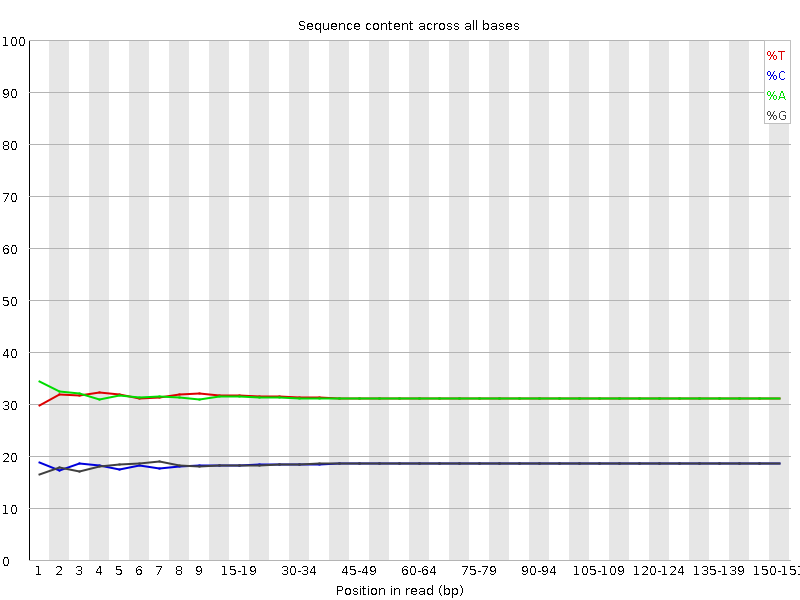 Sequence content across all bases
100
90
80
70
60
50
40
30
20
10
0
%T
%C
%A
%G
1 2 3 4 5 6 7 8 9 15-19 30-34 45-49 60-64 75-79 90-94 105-109 120-124 135-139 150-151
Position in read (bp)